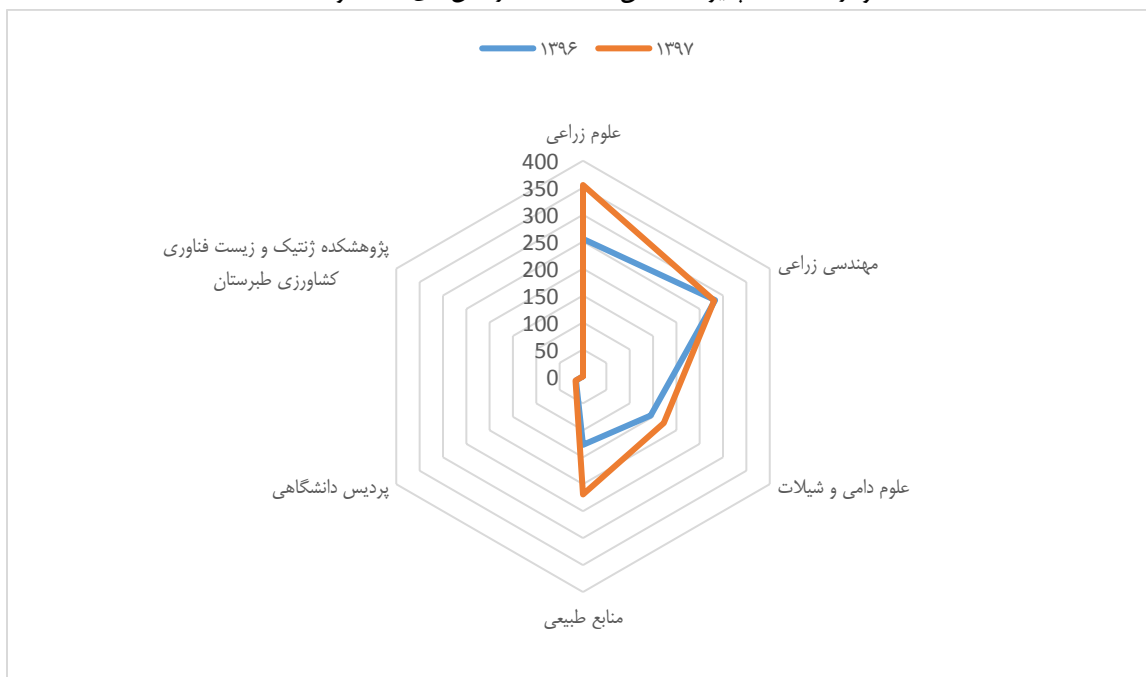 ۱۳۹۶ ۱۳۹۷
علوم زراعی
400
350
300
250
200
150
100
50
0
مهندسی زراعی
علوم دامی و شیلات
منابع طبیعی
پردیس دانشگاهی
پژوهشکده ژنتیک و زیست فناوری
کشاورزی طبرستان